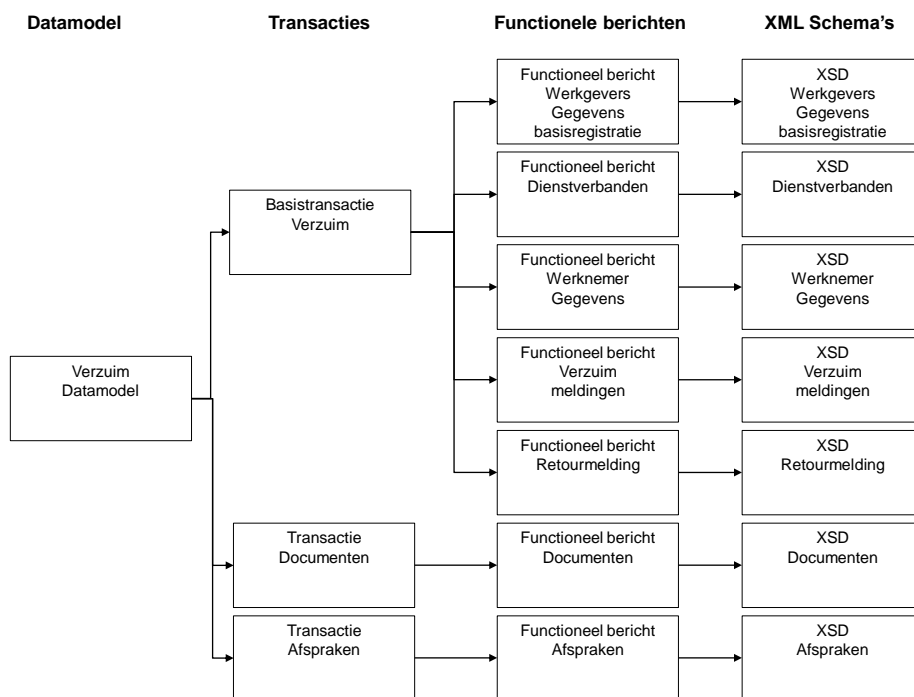 Datamodel
Transacties
Functionele berichten
XML Schema's
Verzuim
Datamodel
Basistransactie
Verzuim
Transactie
Documenten
Transactie
Afspraken
Functioneel bericht
Werkgevers
Gegevens
basisregistratie
Functioneel bericht
Dienstverbanden
Functioneel bericht
Werknemer
Gegevens
Functioneel bericht
Verzuim
meldingen
Functioneel bericht
Retourmelding
Functioneel bericht
Documenten
Functioneel bericht
Afspraken
XSD
Werkgevers
Gegevens
basisregistratie
XSD
Dienstverbanden
XSD
Werknemer
Gegevens
XSD
Verzuim
meldingen
XSD
Retourmelding
XSD
Documenten
XSD
Afspraken